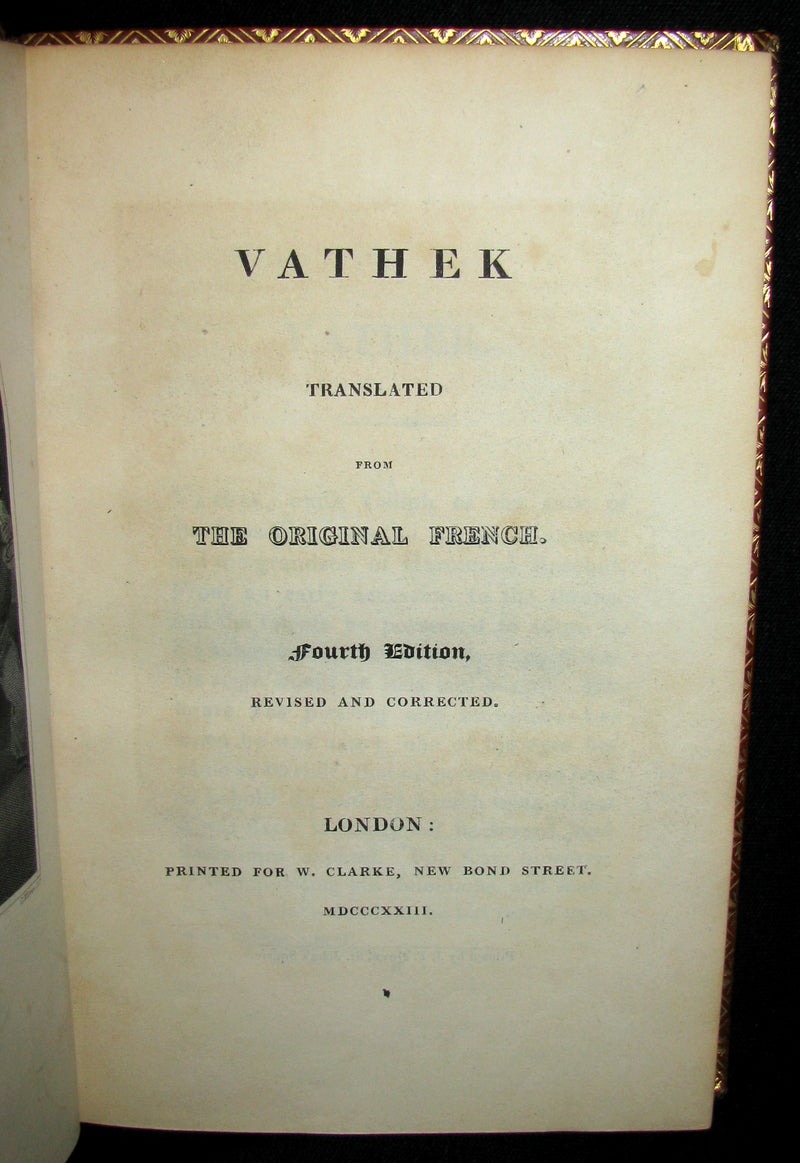 VATHEK
TRANSLATED
FROM
THE ORIGINAL FRENCH.
Fourth Edition,
REVISED AND CORRECTED.
LONDON:
PRINTED FOR W. CLARKE, NEW BOND STREET.
MDCCCXXIII.